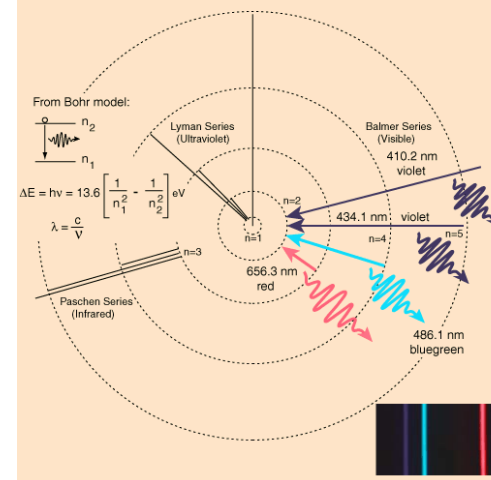 From Bohr model:
n2
n1
ΔE = hν = 13.6 [ 1/n1² - 1/n2² ] eV
λ = c/ν
Lyman Series
(Ultraviolet)
Balmer Series
(Visible)
410.2 nm
violet
n=2
434.1 nm violet
n=1
n=4
n=5
n=3
656.3 nm
red
Paschen Series
(Infrared)
486.1 nm
bluegreen